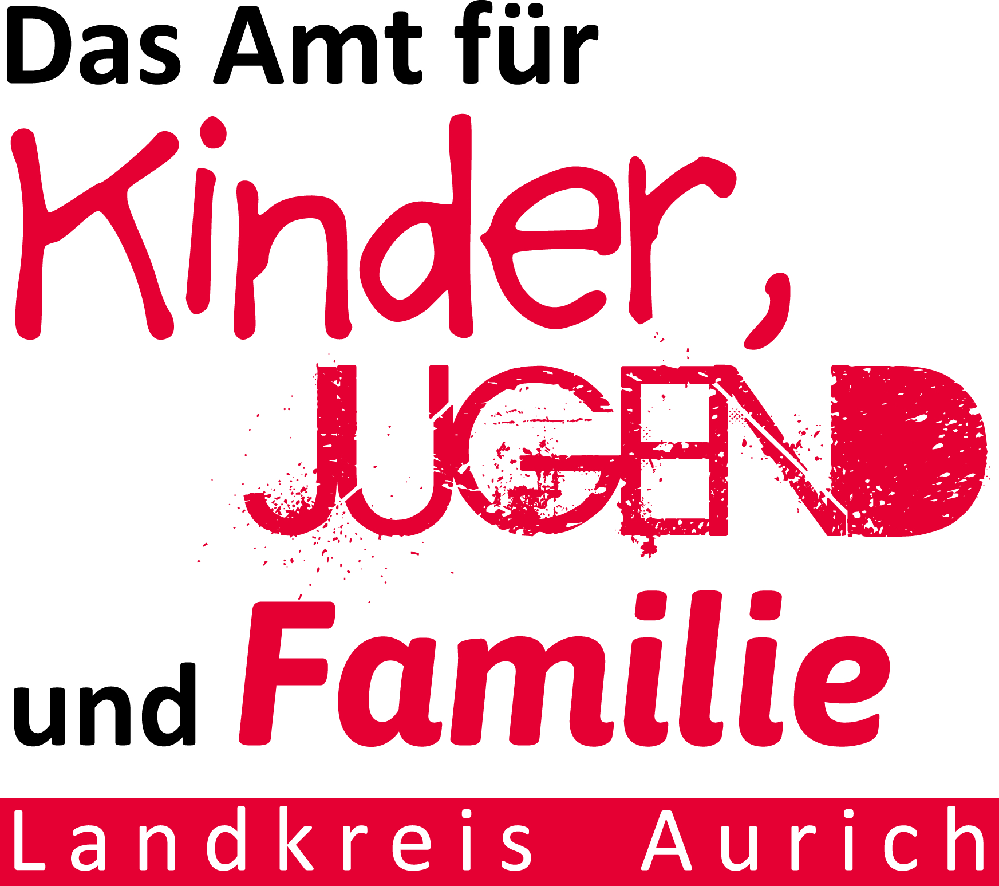 Das Amt für
Kinder,
JUGEND
und Familie
Landkreis Aurich